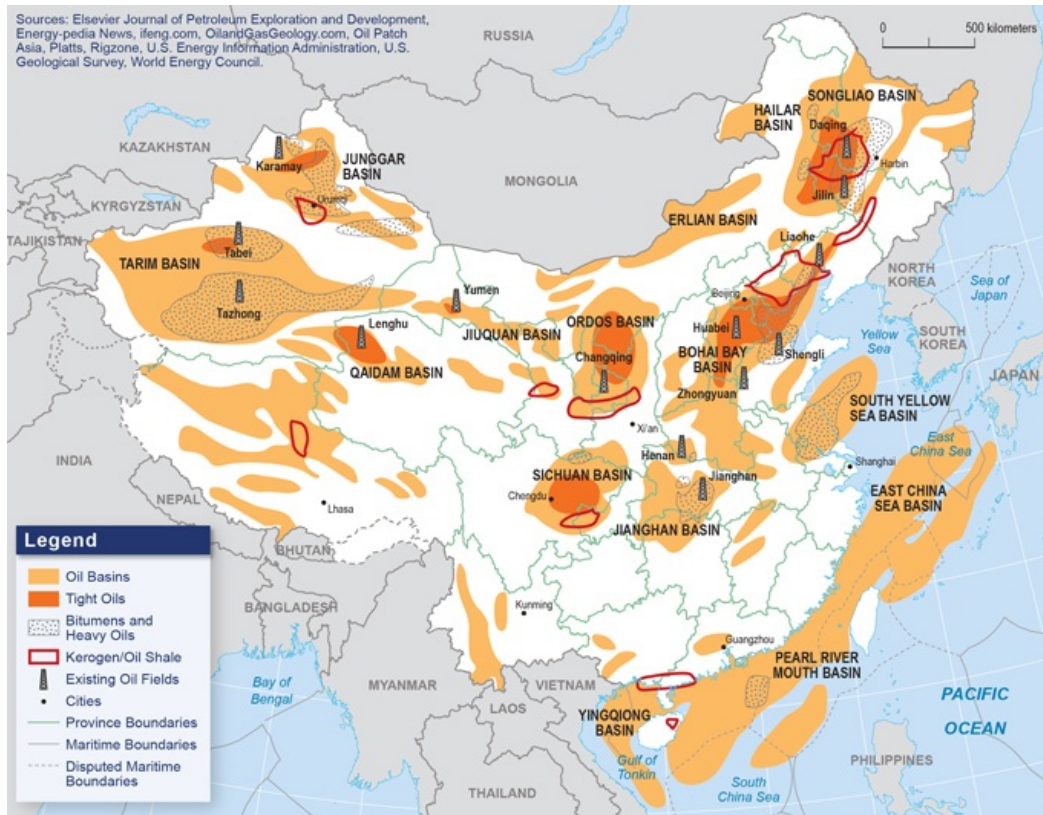 Sources: Elsevier Journal of Petroleum Exploration and Development,
Energy-pedia News, ifeng.com, OilandGasGeology.com, Oil Patch
Asia, Platts, Rigzone, U.S. Energy Information Administration, U.S.
Geological Survey, World Energy Council.
RUSSIA
0
500 kilometers
KAZAKHSTAN
KYRGYZSTAN
TAJIKISTAN
MONGOLIA
HAILAR
BASIN
SONGLIAO BASIN
Daqing
Harbin
Jilin
Karamay
JUNGGAR
BASIN
Urumqi
ERLIAN BASIN
Liaohe
Tabei
TARIM BASIN
Tazhong
Yumen
Lenghu
JIUQUAN BASIN
QAIDAM BASIN
ORDOS BASIN
Changqing
Beijing
Huabei
BOHAI BAY
BASIN
Shengli
Zhongyuan
NORTH
KOREA
Sea of
Japan
SOUTH
KOREA
Yellow
Sea
JAPAN
SOUTH YELLOW
SEA BASIN
Xi'an
Henan
East
China Sea
Shanghai
INDIA
SICHUAN BASIN
Chengdu
Jianghan
JIANGHAN BASIN
EAST CHINA
SEA BASIN
NEPAL
Lhasa
BHUTAN
BANGLADESH
Kunming
Guangzhou
PEARL RIVER
MOUTH BASIN
Bay of
Bengal
MYANMAR
VIETNAM
LAOS
YINGQIONG
BASIN
Gulf of
Tonkin
THAILAND
South
China Sea
PACIFIC
OCEAN
PHILIPPINES
Legend
Oil Basins
Tight Oils
Bitumens and
Heavy Oils
Kerogen/Oil Shale
Existing Oil Fields
Cities
Province Boundaries
Maritime Boundaries
Disputed Maritime
Boundaries